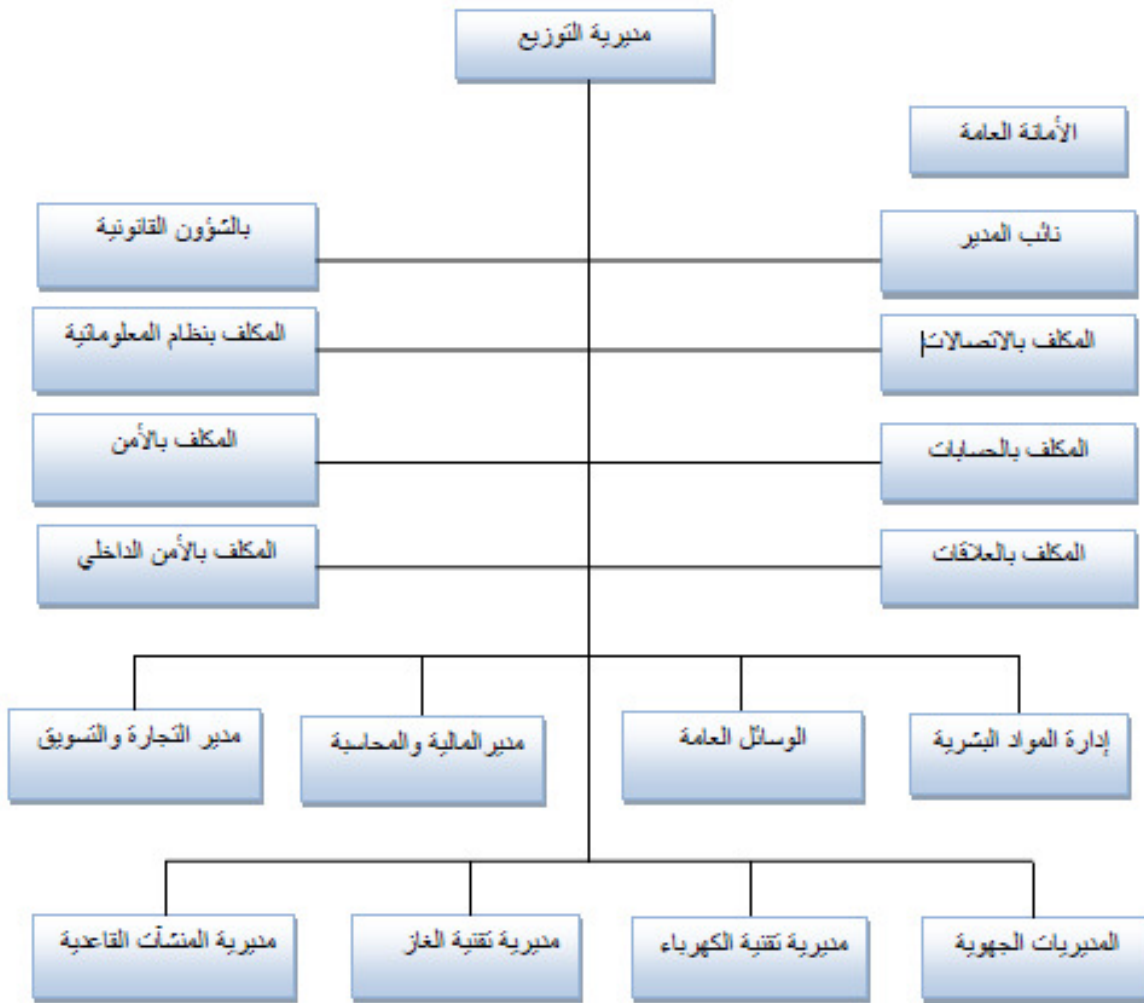 مديرية التوزيع
الأمانة العامة
نائب المدير
بالشؤون القانونية
المكلف بالاتصالات
المكلف بنظام المعلوماتية
المكلف بالحسابات
المكلف بالأمن
المكلف بالعلاقات
المكلف بالأمن الداخلي
إدارة المواد البشرية
الوسائل العامة
مدير المالية والمحاسبة
مدير التجارة والتسويق
المديريات الجهوية
مديرية تقنية الكهرباء
مديرية تقنية الغاز
مديرية المنشآت القاعدية